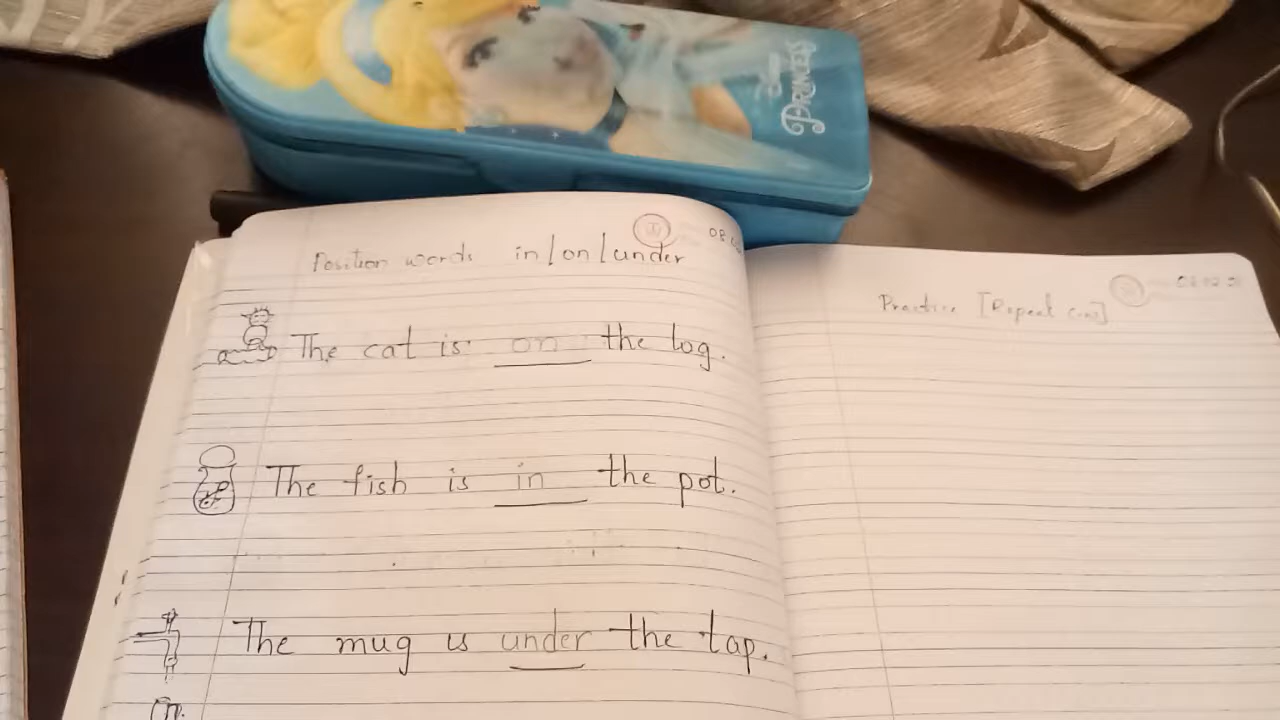 DISNEY
PRINCESS
Position words in/on/under
The cat is on the log.
The fish is in the pot.
The mug is under the tap.
Practice [Repeat